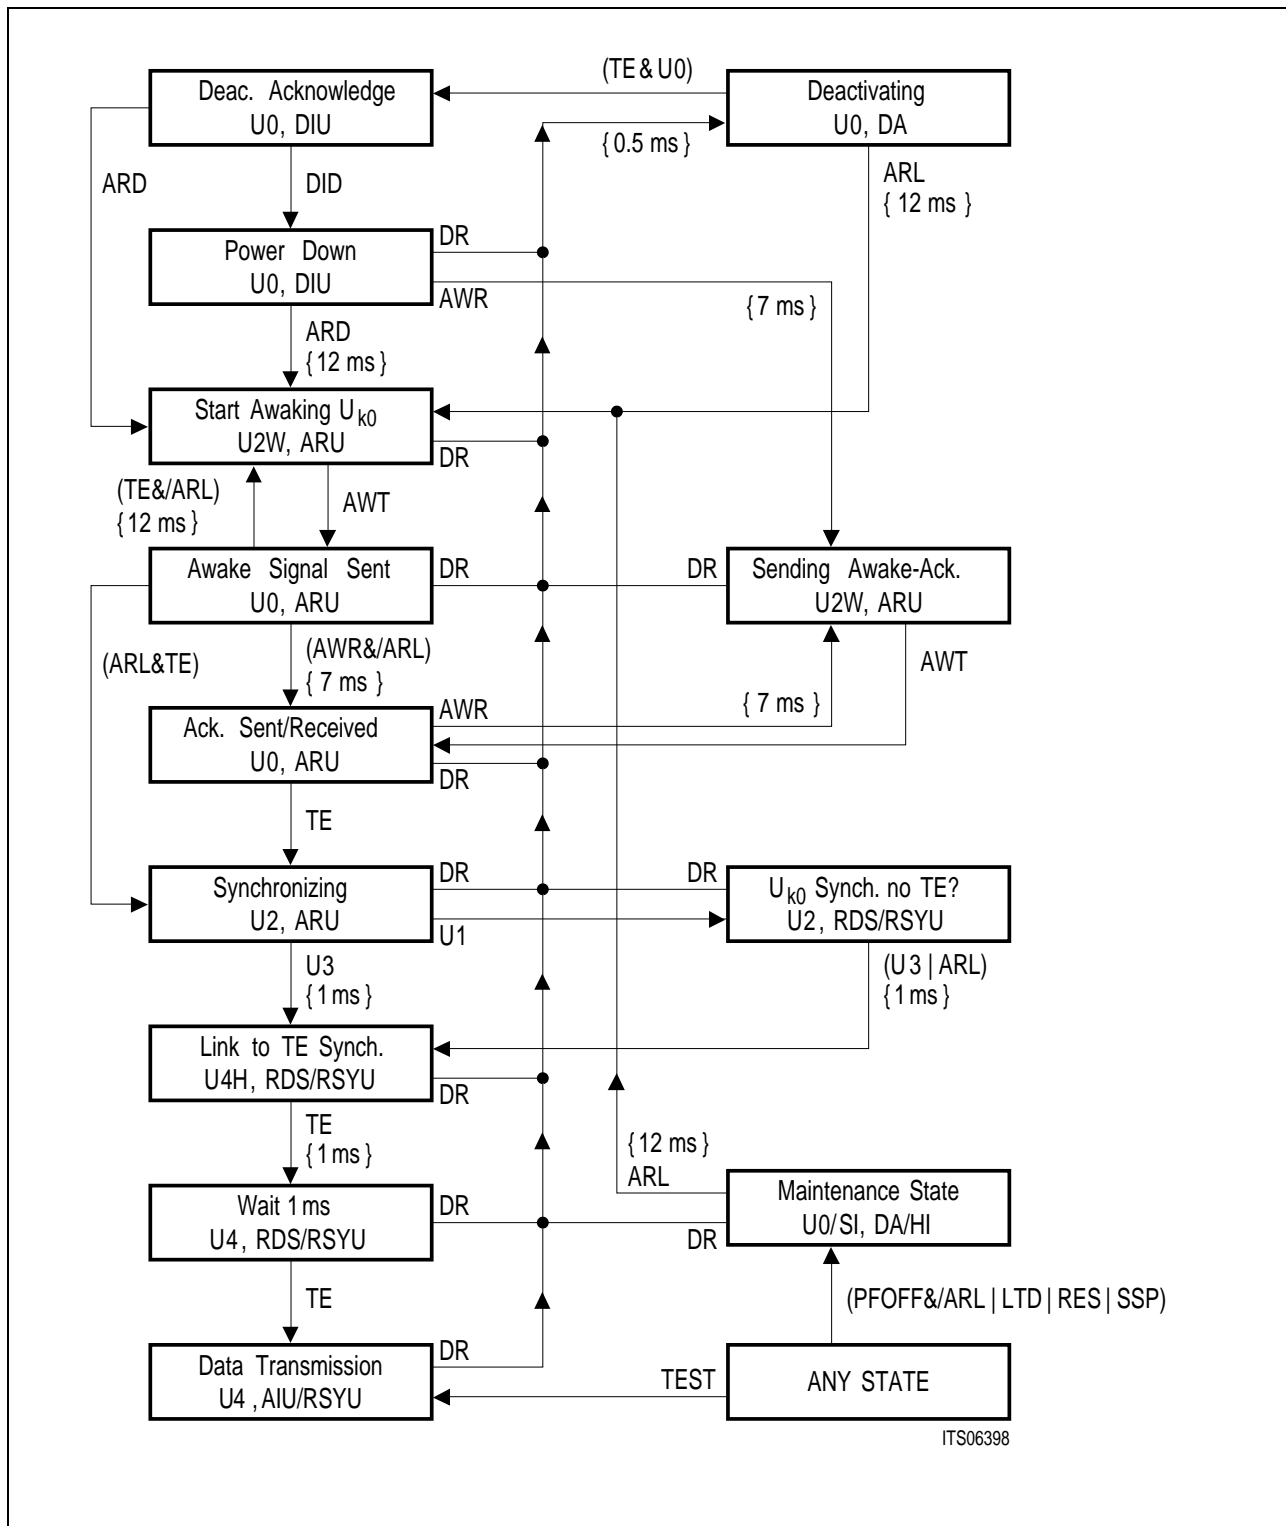 (TE & U0)
Deac. Acknowledge
U0, DIU
Deactivating
U0, DA
{ 0.5 ms }
ARD
DID
ARL
{ 12 ms }
Power Down
U0, DIU
DR
AWR
{ 7 ms }
ARD
{ 12 ms }
Start Awaking Uk0
U2W, ARU
DR
(TE&/ARL)
{ 12 ms }
AWT
Awake Signal Sent
U0, ARU
DR
DR
Sending Awake-Ack.
U2W, ARU
(ARL&TE)
(AWR&/ARL)
{ 7 ms }
AWT
{ 7 ms }
Ack. Sent/Received
U0, ARU
AWR
DR
TE
Synchronizing
U2, ARU
DR
U1
DR
Uk0 Synch. no TE?
U2, RDS/RSYU
U3
{ 1 ms }
(U3 | ARL)
{ 1 ms }
Link to TE Synch.
U4H, RDS/RSYU
DR
TE
{ 1 ms }
{ 12 ms }
ARL
Wait 1 ms
U4, RDS/RSYU
DR
DR
Maintenance State
U0/SI, DA/HI
TE
(PFOFF&/ARL | LTD | RES | SSP)
Data Transmission
U4, AIU/RSYU
DR
TEST
ANY STATE
ITS06398